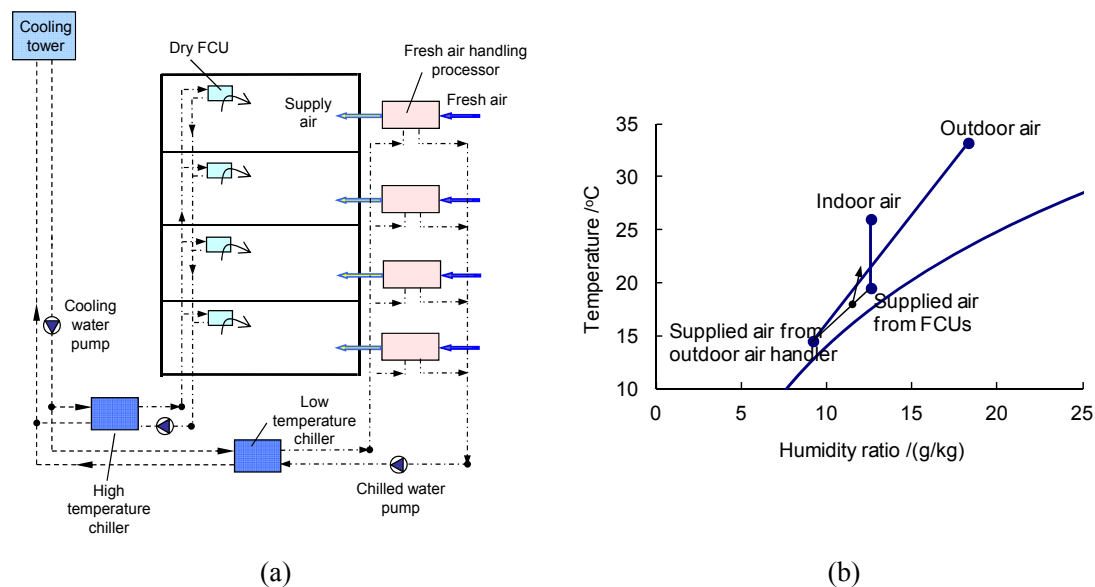 Cooling
tower
Dry FCU
Fresh air handling
processor
Supply
air
Fresh air
Cooling
water
pump
Low
temperature
chiller
High
temperature
chiller
Chilled water
pump
(a)
Temperature /°C
35
30
25
20
15
10
Outdoor air
Indoor air
Supplied air
from FCUs
Supplied air from
outdoor air handler
0
5
10
15
20
25
Humidity ratio /(g/kg)
(b)